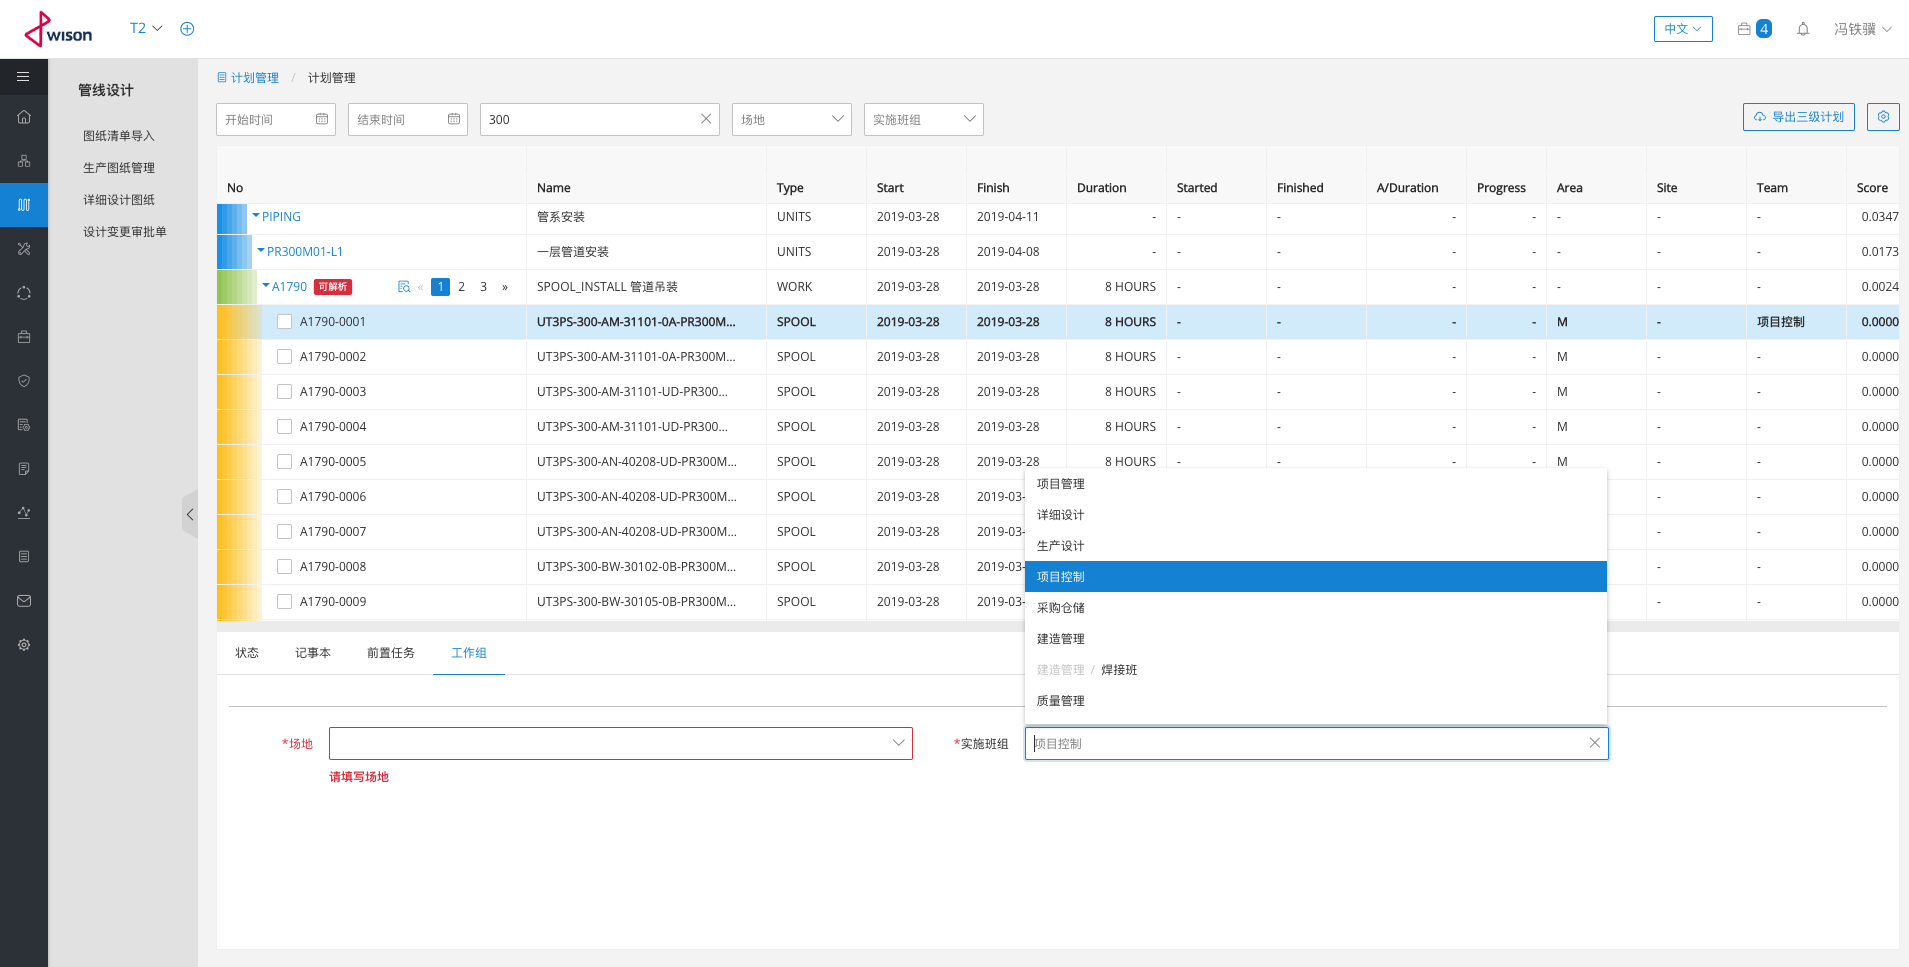 wison
T2
中文
4
冯铁骥
管线设计
图纸清单导入
生产图纸管理
详细设计图纸
设计变更审批单
计划管理 / 计划管理
开始时间 结束时间 300 场地 实施班组 导出三级计划
No Name Type Start Finish Duration Started Finished A/Duration Progress Area Site Team Score
PIPING 管系安装 UNITS 2019-03-28 2019-04-11 - - - - - - - - 0.0347
PR300M01-L1 一层管道安装 UNITS 2019-03-28 2019-04-08 - - - - - - - - 0.0173
A1790 可解析 « 1 2 3 » SPOOL_INSTALL 管道吊装 WORK 2019-03-28 2019-03-28 8 HOURS - - - - - - - 0.0024
A1790-0001 UT3PS-300-AM-31101-0A-PR300M... SPOOL 2019-03-28 2019-03-28 8 HOURS - - - - M - 项目控制 0.0000
A1790-0002 UT3PS-300-AM-31101-0A-PR300M... SPOOL 2019-03-28 2019-03-28 8 HOURS - - - - M - - 0.0000
A1790-0003 UT3PS-300-AM-31101-UD-PR300... SPOOL 2019-03-28 2019-03-28 8 HOURS - - - - M - - 0.0000
A1790-0004 UT3PS-300-AM-31101-UD-PR300... SPOOL 2019-03-28 2019-03-28 8 HOURS - - - - M - - 0.0000
A1790-0005 UT3PS-300-AN-40208-UD-PR300M... SPOOL 2019-03-28 2019-03-28 8 HOURS - - - - M - - 0.0000
A1790-0006 UT3PS-300-AN-40208-UD-PR300M... SPOOL 2019-03-28 2019-03- - - 0.0000
A1790-0007 UT3PS-300-AN-40208-UD-PR300M... SPOOL 2019-03-28 2019-03- - - 0.0000
A1790-0008 UT3PS-300-BW-30102-0B-PR300M... SPOOL 2019-03-28 2019-03- - - 0.0000
A1790-0009 UT3PS-300-BW-30105-0B-PR300M... SPOOL 2019-03-28 2019-03- - - 0.0000
项目管理
详细设计
生产设计
项目控制
采购仓储
建造管理
建造管理 / 焊接班
质量管理
状态 记事本 前置任务 工作组
*场地 *实施班组 项目控制
请填写场地